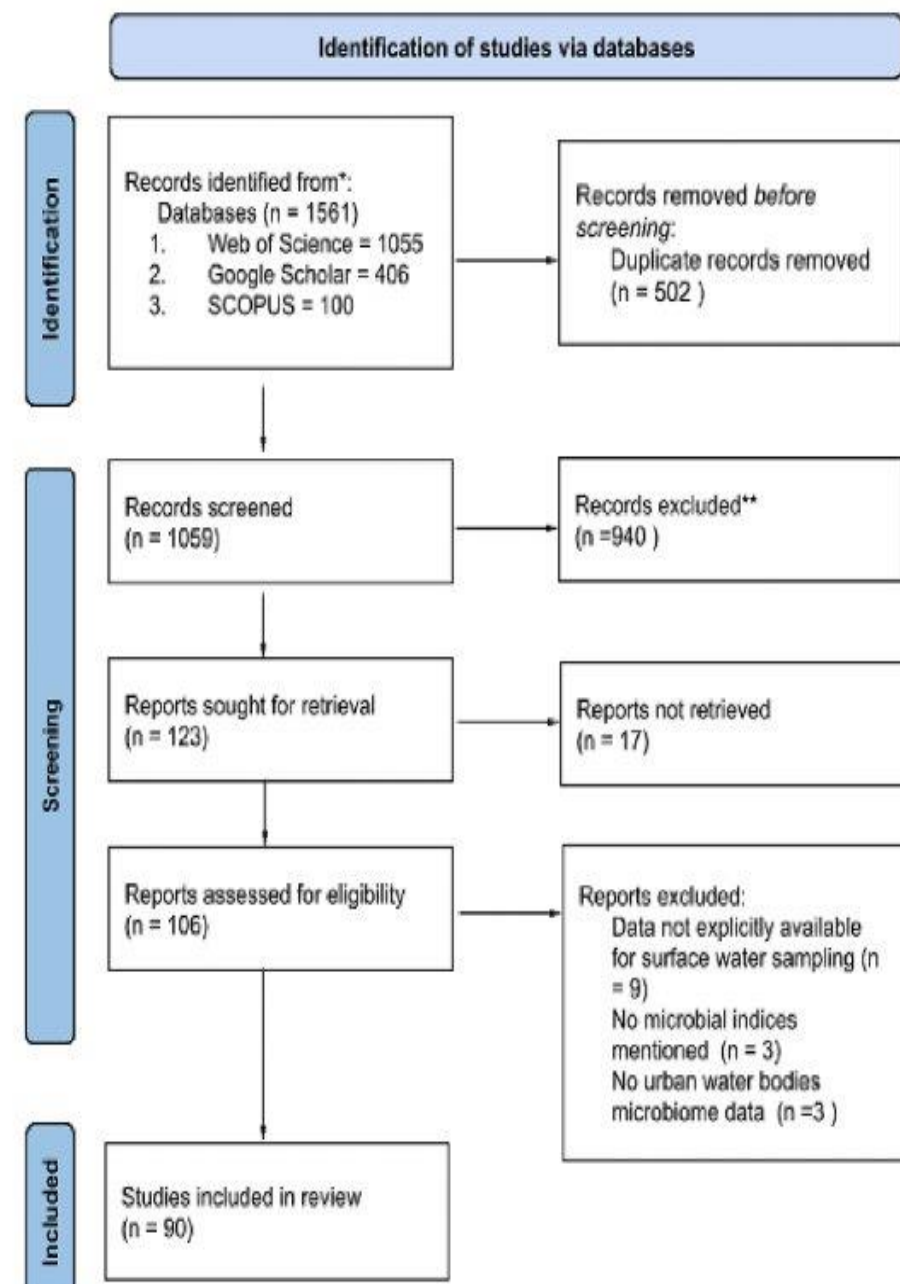 Identification of studies via databases
Identification
Records identified from*:
Databases (n = 1561)
1. Web of Science = 1055
2. Google Scholar = 406
3. SCOPUS = 100
Records removed before
screening:
Duplicate records removed
(n = 502 )
Screening
Records screened
(n = 1059)
Records excluded**
(n =940 )
Reports sought for retrieval
(n = 123)
Reports not retrieved
(n = 17)
Reports assessed for eligibility
(n = 106)
Reports excluded:
Data not explicitly available
for surface water sampling (n
= 9)
No microbial indices
mentioned (n = 3)
No urban water bodies
microbiome data (n =3 )
Included
Studies included in review
(n = 90)